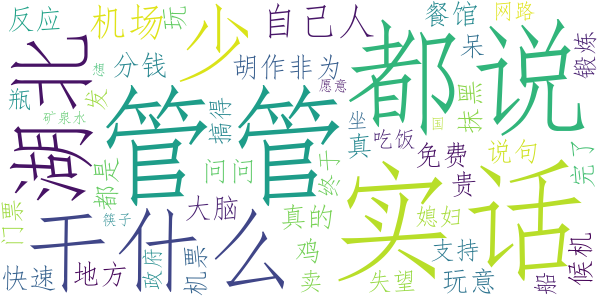 反应
机场
玩
少
自己人
餐馆
网路
呆
都说
锻炼
湖北
瓶
发
分钱
想
胡作非为
愿意
抹黑
矿泉水
管管
搞得
坐
真
吃饭
国
说句
完了
都是
问问
终于
免费
贵
实话
门票
筷子
大脑
真的
媳妇
干什么
鸡
支持
候机
快速
地方
政府
机票
卖
失望
玩意
船